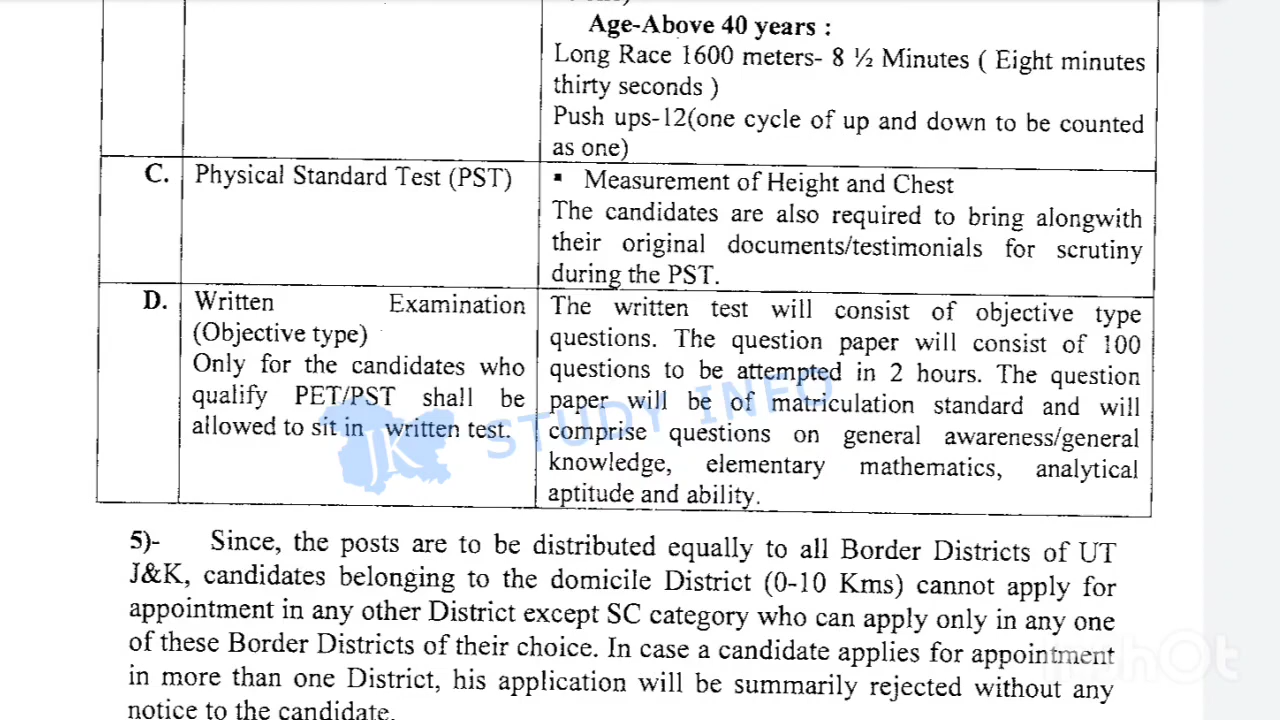 Age-Above 40 years :
Long Race 1600 meters- 8 ½ Minutes ( Eight minutes
thirty seconds )
Push ups-12(one cycle of up and down to be counted
as one)
C. Physical Standard Test (PST)
▪ Measurement of Height and Chest
The candidates are also required to bring alongwith
their original documents/testimonials for scrutiny
during the PST.
D. Written Examination
(Objective type)
Only for the candidates who
qualify PET/PST shall be
allowed to sit in written test.
The written test will consist of objective type
questions. The question paper will consist of 100
questions to be attempted in 2 hours. The question
paper will be of matriculation standard and will
comprise questions on general awareness/general
knowledge, elementary mathematics, analytical
aptitude and ability.
JK STUDY INFO
5)- Since, the posts are to be distributed equally to all Border Districts of UT
J&K, candidates belonging to the domicile District (0-10 Kms) cannot apply for
appointment in any other District except SC category who can apply only in any one
of these Border Districts of their choice. In case a candidate applies for appointment
in more than one District, his application will be summarily rejected without any
notice to the candidate.